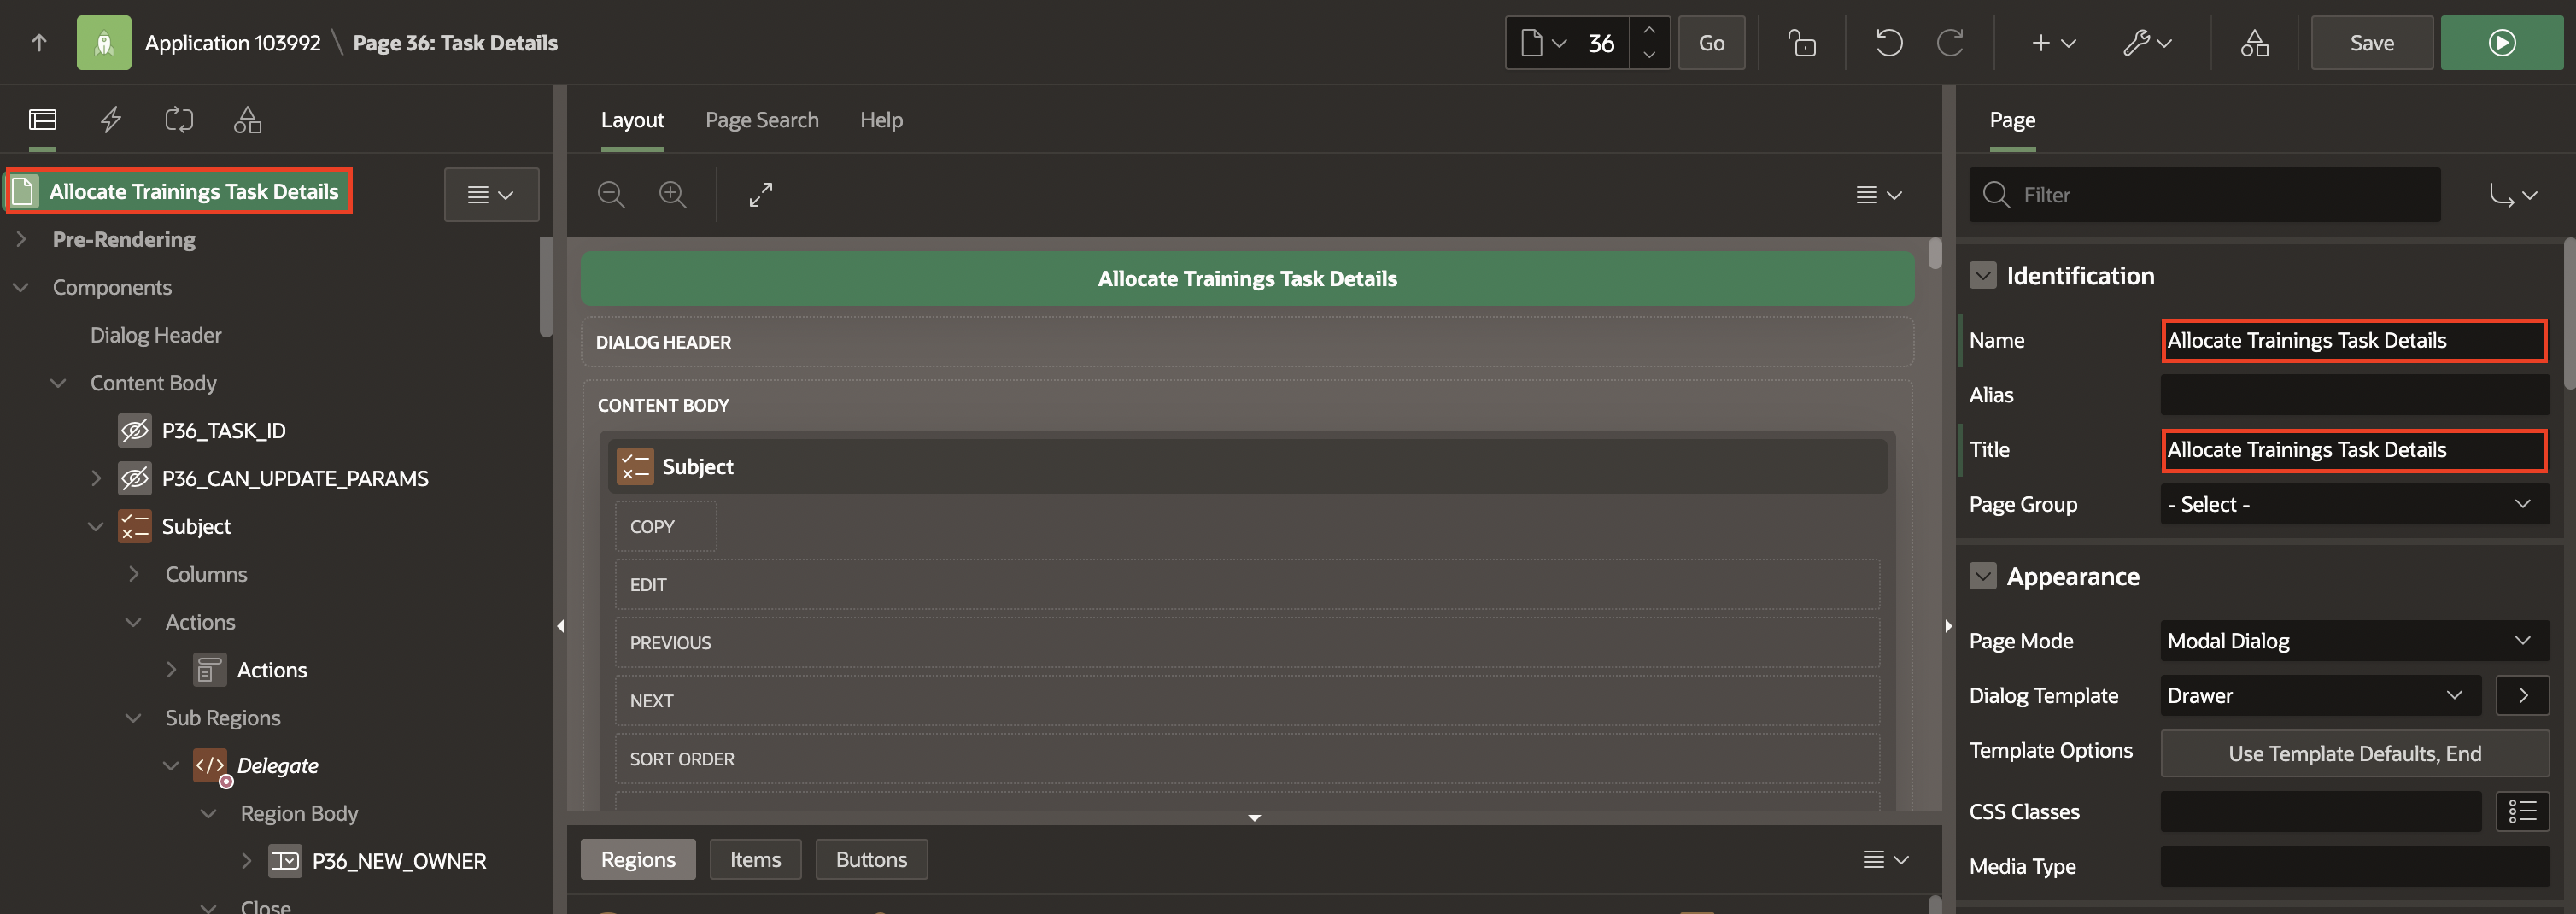 Application 103992 \ Page 36: Task Details
36
Go
Save
Allocate Trainings Task Details
Pre-Rendering
Components
Dialog Header
Content Body
P36_TASK_ID
P36_CAN_UPDATE_PARAMS
Subject
Columns
Actions
Actions
Sub Regions
Delegate
Region Body
P36_NEW_OWNER
Close
Layout
Page Search
Help
Allocate Trainings Task Details
DIALOG HEADER
CONTENT BODY
Subject
COPY
EDIT
PREVIOUS
NEXT
SORT ORDER
Regions
Items
Buttons
Page
Filter
Identification
Name
Allocate Trainings Task Details
Alias
Title
Allocate Trainings Task Details
Page Group
- Select -
Appearance
Page Mode
Modal Dialog
Dialog Template
Drawer
Template Options
Use Template Defaults, End
CSS Classes
Media Type